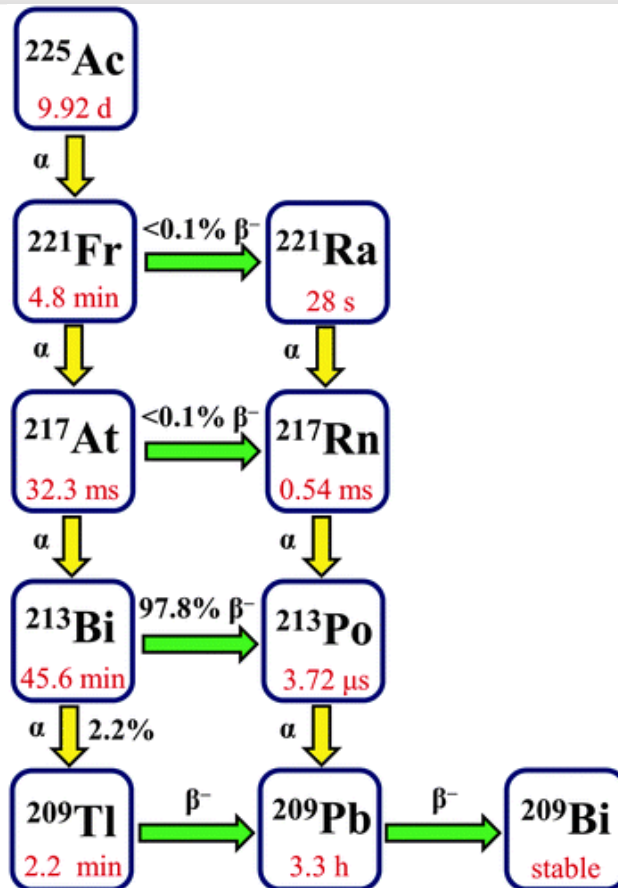 ²²⁵Ac
9.92 d
α
²²¹Fr
4.8 min
<0.1% β⁻
²²¹Ra
28 s
α
α
²¹⁷At
32.3 ms
<0.1% β⁻
²¹⁷Rn
0.54 ms
α
α
²¹³Bi
45.6 min
97.8% β⁻
²¹³Po
3.72 μs
α 2.2%
α
²⁰⁹Tl
2.2 min
β⁻
²⁰⁹Pb
3.3 h
β⁻
²⁰⁹Bi
stable